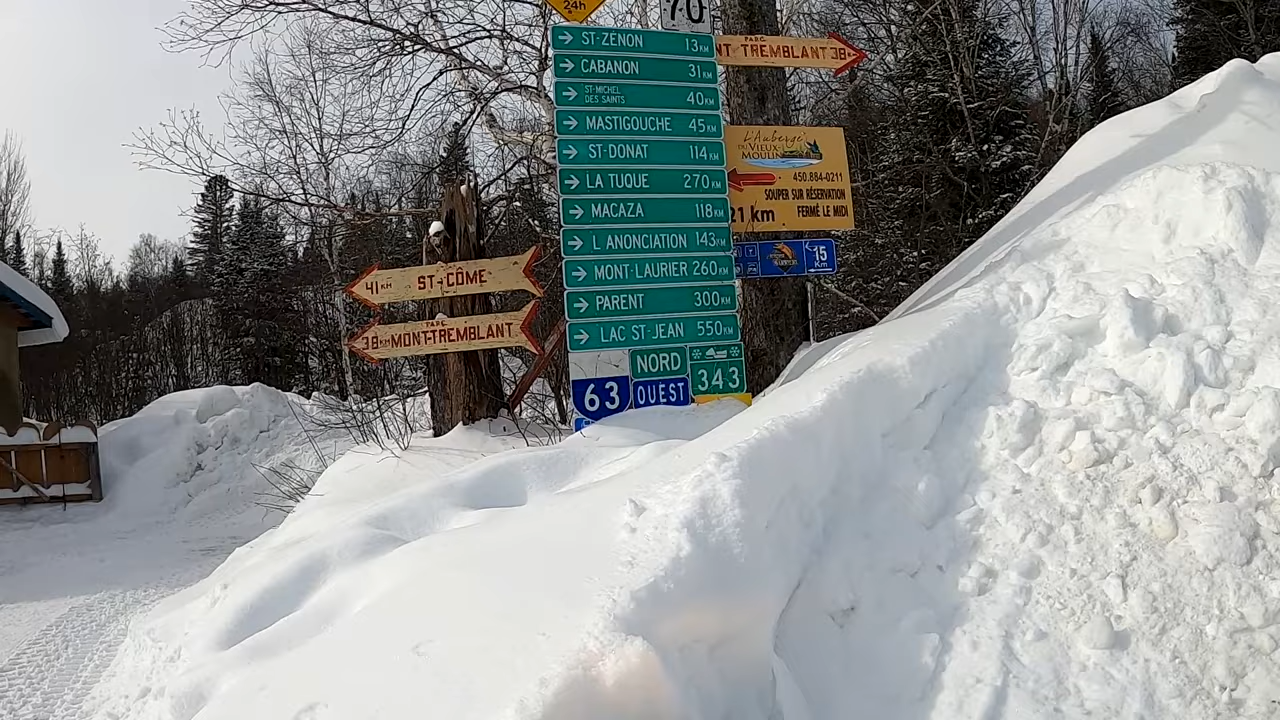 24h
70
→ ST-ZÉNON 13KM
→ CABANON 31KM
→ ST-MICHEL DES SAINTS 40KM
→ MASTIGOUCHE 45KM
→ ST-DONAT 114KM
→ LA TUQUE 270KM
→ MACAZA 118KM
→ L ANONCIATION 143KM
→ MONT-LAURIER 260KM
→ PARENT 300KM
→ LAC ST-JEAN 550KM
63
NORD
OUEST
343
PARC
NT TREMBLANT 38KM
L'Auberge
DU VIEUX
MOULIN
450.884-0211
SOUPER SUR RÉSERVATION
21 km FERMÉ LE MIDI
15
Km
41KM ST-CÔME
PARC
38KM MONT-TREMBLANT